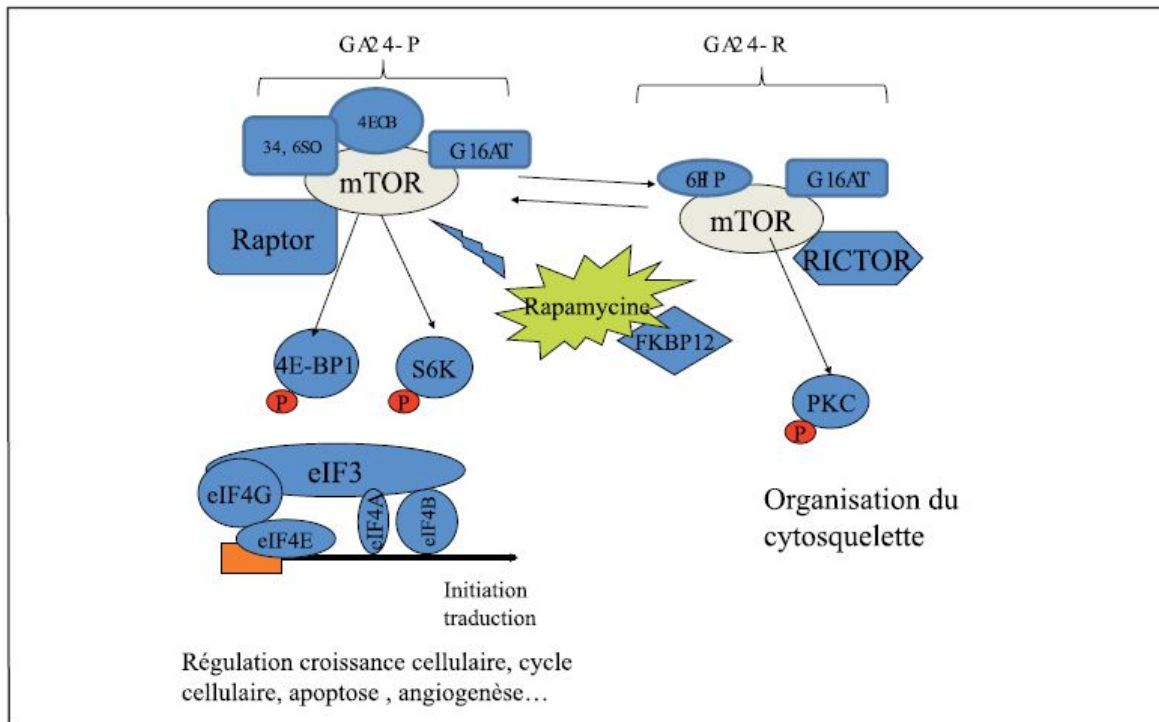 GA24-P
GA24-R
4ECB
34, 6SO
G16AT
mTOR
Raptor
G16AT
mTOR
RICTOR
Rapamycine
FKBP12
4E-BP1
P
S6K
P
PKC
P
eIF3
eIF4G
eIF4A
eIF4B
eIF4E
Organisation du
cytosquelette
Initiation
traduction
Régulation croissance cellulaire, cycle
cellulaire, apoptose , angiogenèse…